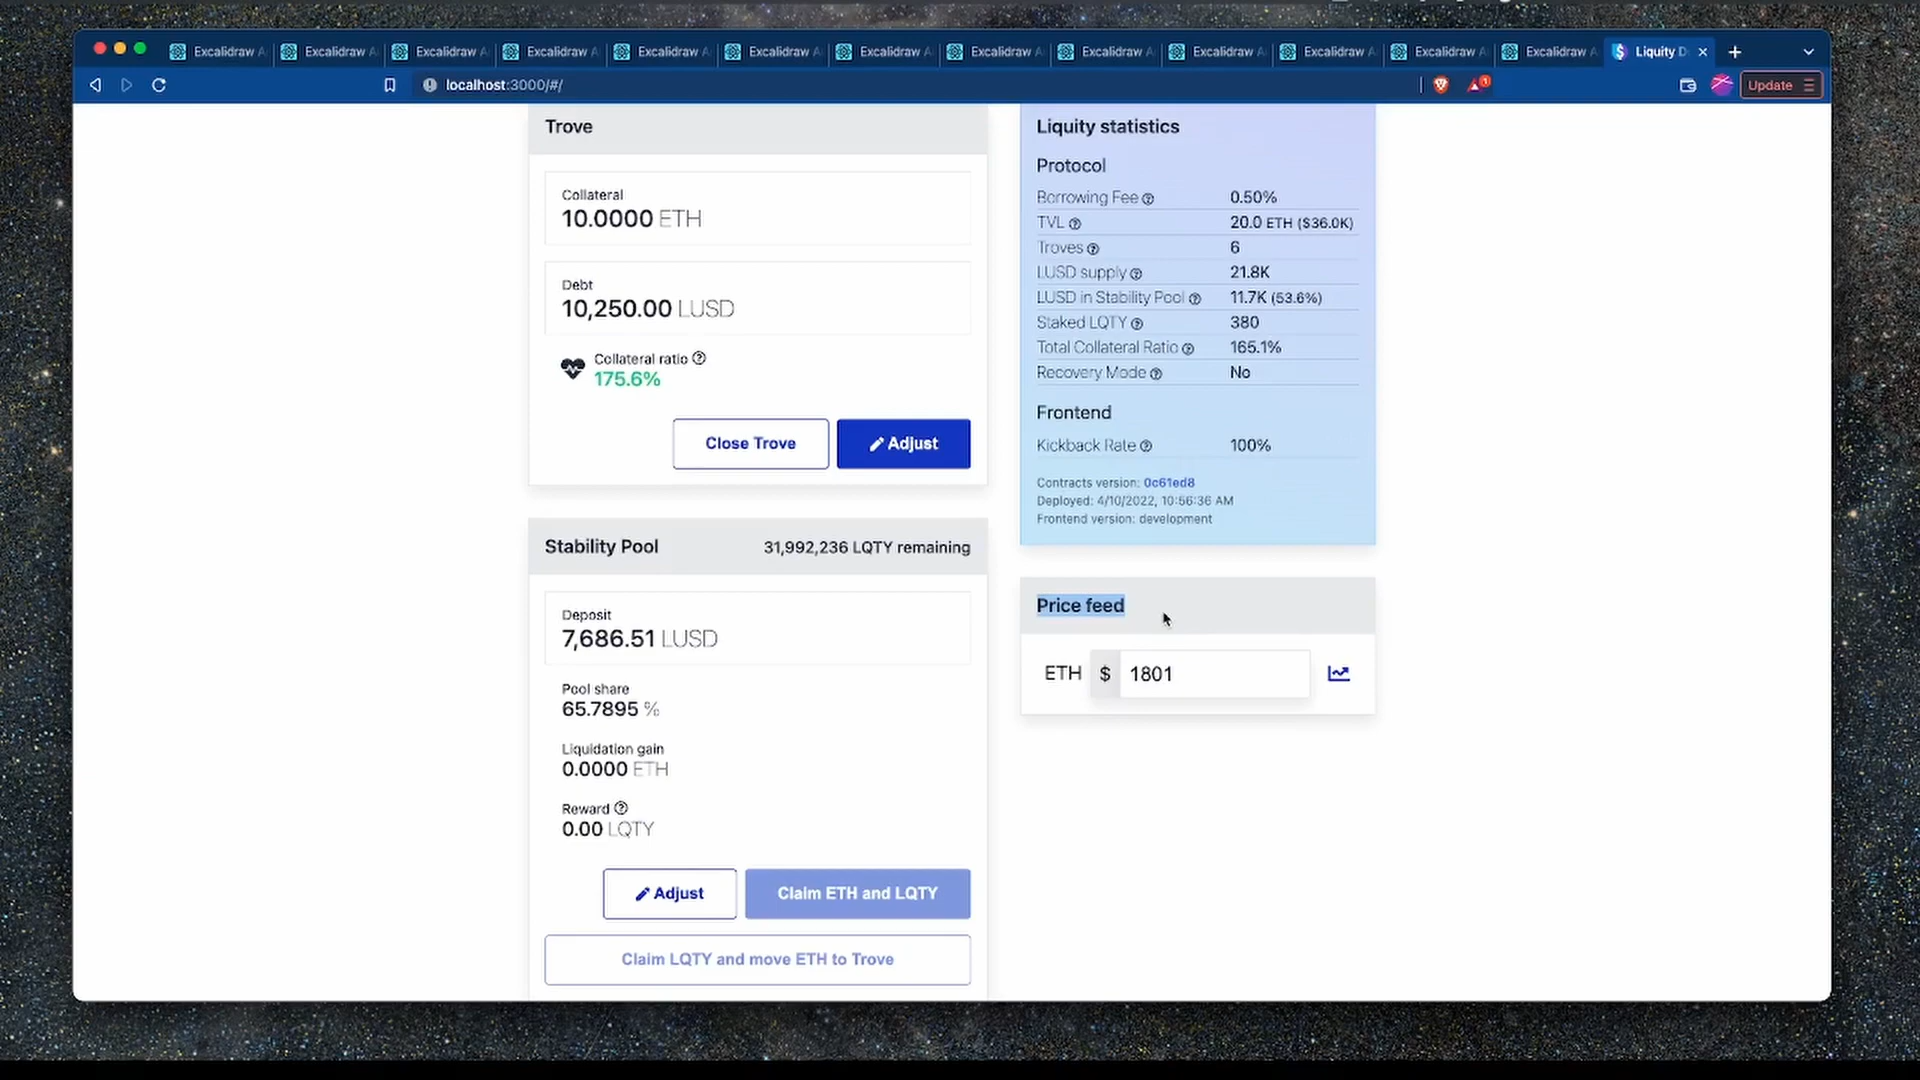 Excalidraw A
Excalidraw A
Excalidraw A
Excalidraw A
Excalidraw A
Excalidraw A
Excalidraw A
Excalidraw A
Excalidraw A
Excalidraw A
Excalidraw A
Excalidraw A
Excalidraw A
Liquity D
localhost:3000/#/
1
Update
Trove
Collateral
10.0000 ETH
Debt
10,250.00 LUSD
Collateral ratio
175.6%
Close Trove
Adjust
Stability Pool
31,992,236 LQTY remaining
Deposit
7,686.51 LUSD
Pool share
65.7895 %
Liquidation gain
0.0000 ETH
Reward
0.00 LQTY
Adjust
Claim ETH and LQTY
Claim LQTY and move ETH to Trove
Liquity statistics
Protocol
Borrowing Fee 0.50%
TVL 20.0 ETH ($36.0K)
Troves 6
LUSD supply 21.8K
LUSD in Stability Pool 11.7K (53.6%)
Staked LQTY 380
Total Collateral Ratio 165.1%
Recovery Mode No
Frontend
Kickback Rate 100%
Contracts version: 0c61ed8
Deployed: 4/10/2022, 10:56:36 AM
Frontend version: development
Price feed
ETH $ 1801